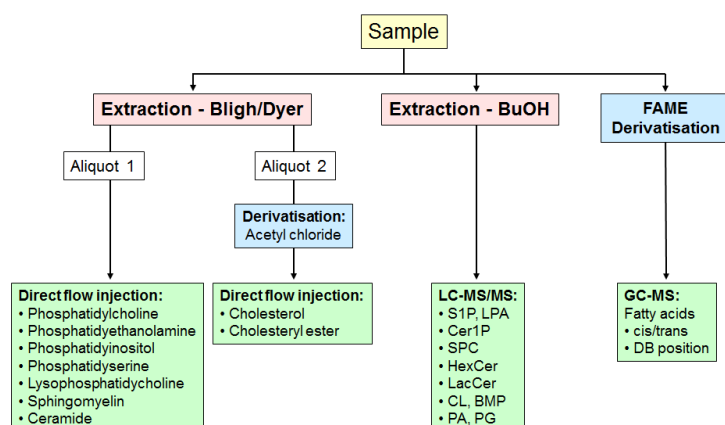 Sample
Extraction - Bligh/Dyer
Extraction - BuOH
FAME
Derivatisation
Aliquot 1
Aliquot 2
Derivatisation:
Acetyl chloride
Direct flow injection:
• Phosphatidylcholine
• Phosphatidyethanolamine
• Phosphatidyinositol
• Phosphatidyserine
• Lysophosphatidycholine
• Sphingomyelin
• Ceramide
Direct flow injection:
• Cholesterol
• Cholesteryl ester
LC-MS/MS:
• S1P, LPA
• Cer1P
• SPC
• HexCer
• LacCer
• CL, BMP
• PA, PG
GC-MS:
Fatty acids
• cis/trans
• DB position